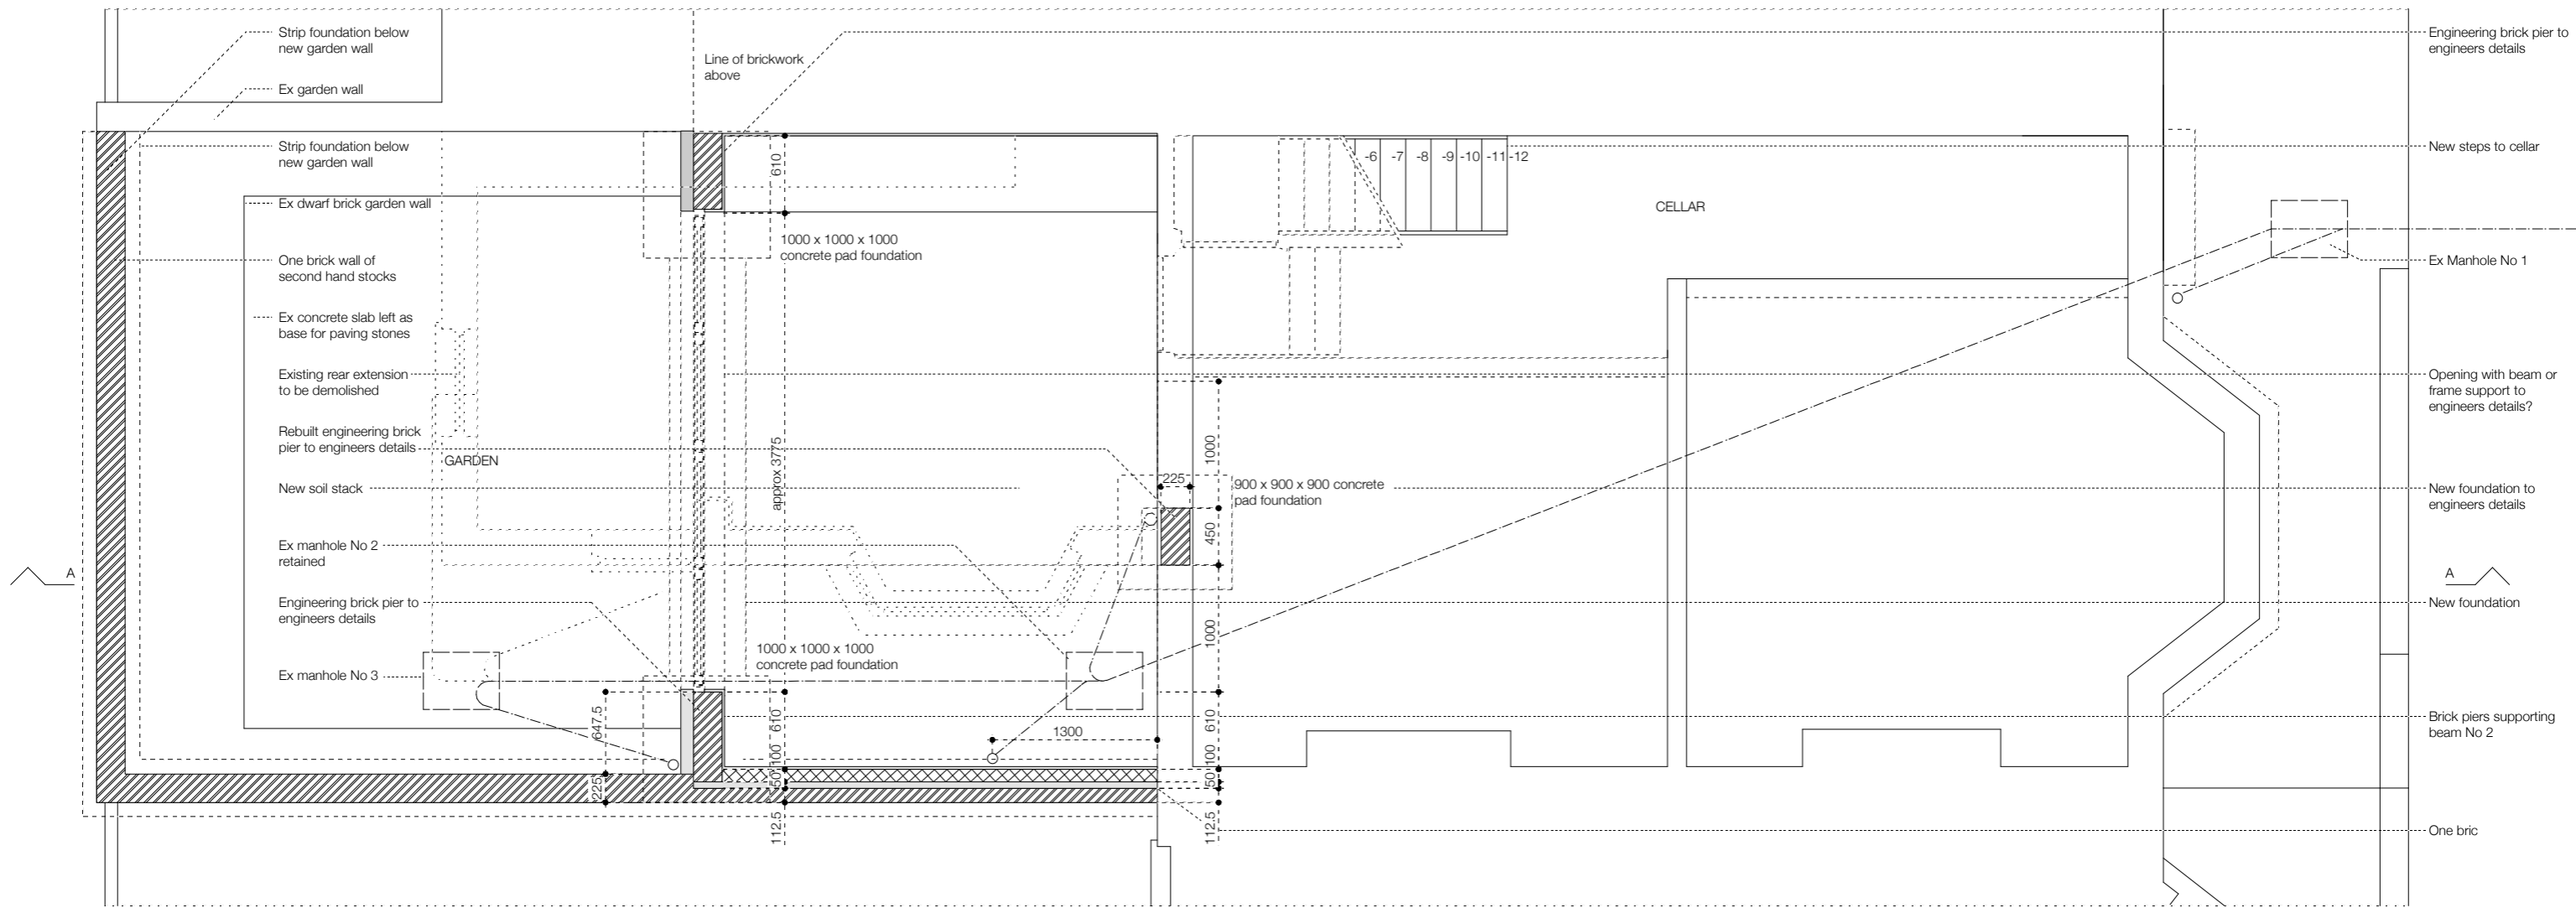 Strip foundation below
new garden wall
Ex garden wall
Strip foundation below
new garden wall
Ex dwarf brick garden wall
One brick wall of
second hand stocks
Ex concrete slab left as
base for paving stones
Existing rear extension
to be demolished
Rebuilt engineering brick
pier to engineers details
GARDEN
New soil stack
Ex manhole No 2
retained
Engineering brick pier to
engineers details
Ex manhole No 3
A
Line of brickwork
above
610
1000 x 1000 x 1000
concrete pad foundation
approx 3775
1000 x 1000 x 1000
concrete pad foundation
647.5
225
610
100
50
112.5
1300
225
900 x 900 x 900 concrete
pad foundation
1000
450
1000
610
100
50
112.5
-6 -7 -8 -9 -10 -11 -12
CELLAR
Engineering brick pier to
engineers details
New steps to cellar
Ex Manhole No 1
Opening with beam or
frame support to
engineers details?
New foundation to
engineers details
A
New foundation
Brick piers supporting
beam No 2
One bric